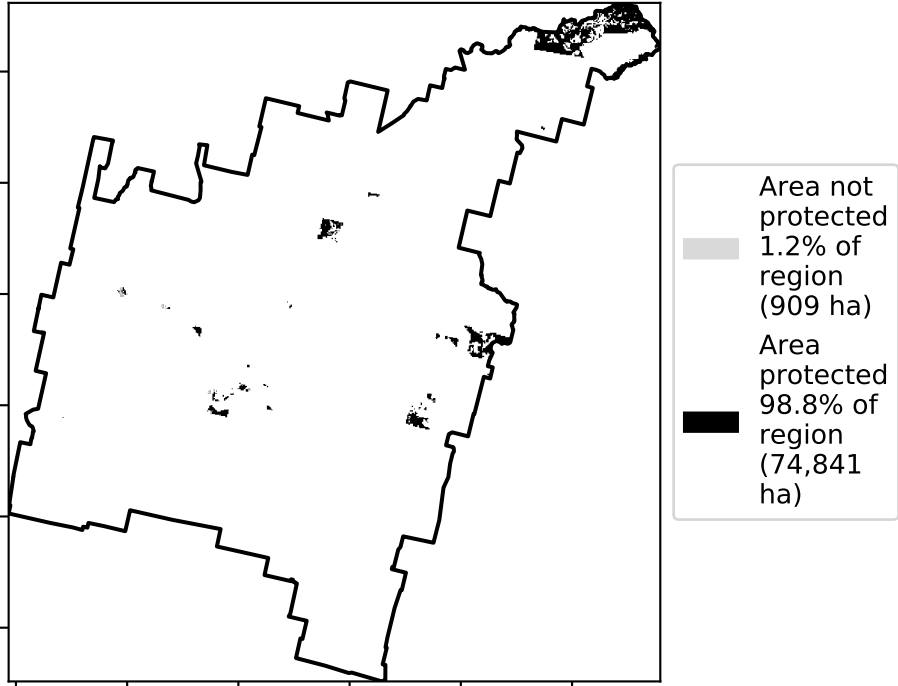 Area not
protected
1.2% of
region
(909 ha)
Area
protected
98.8% of
region
(74,841
ha)